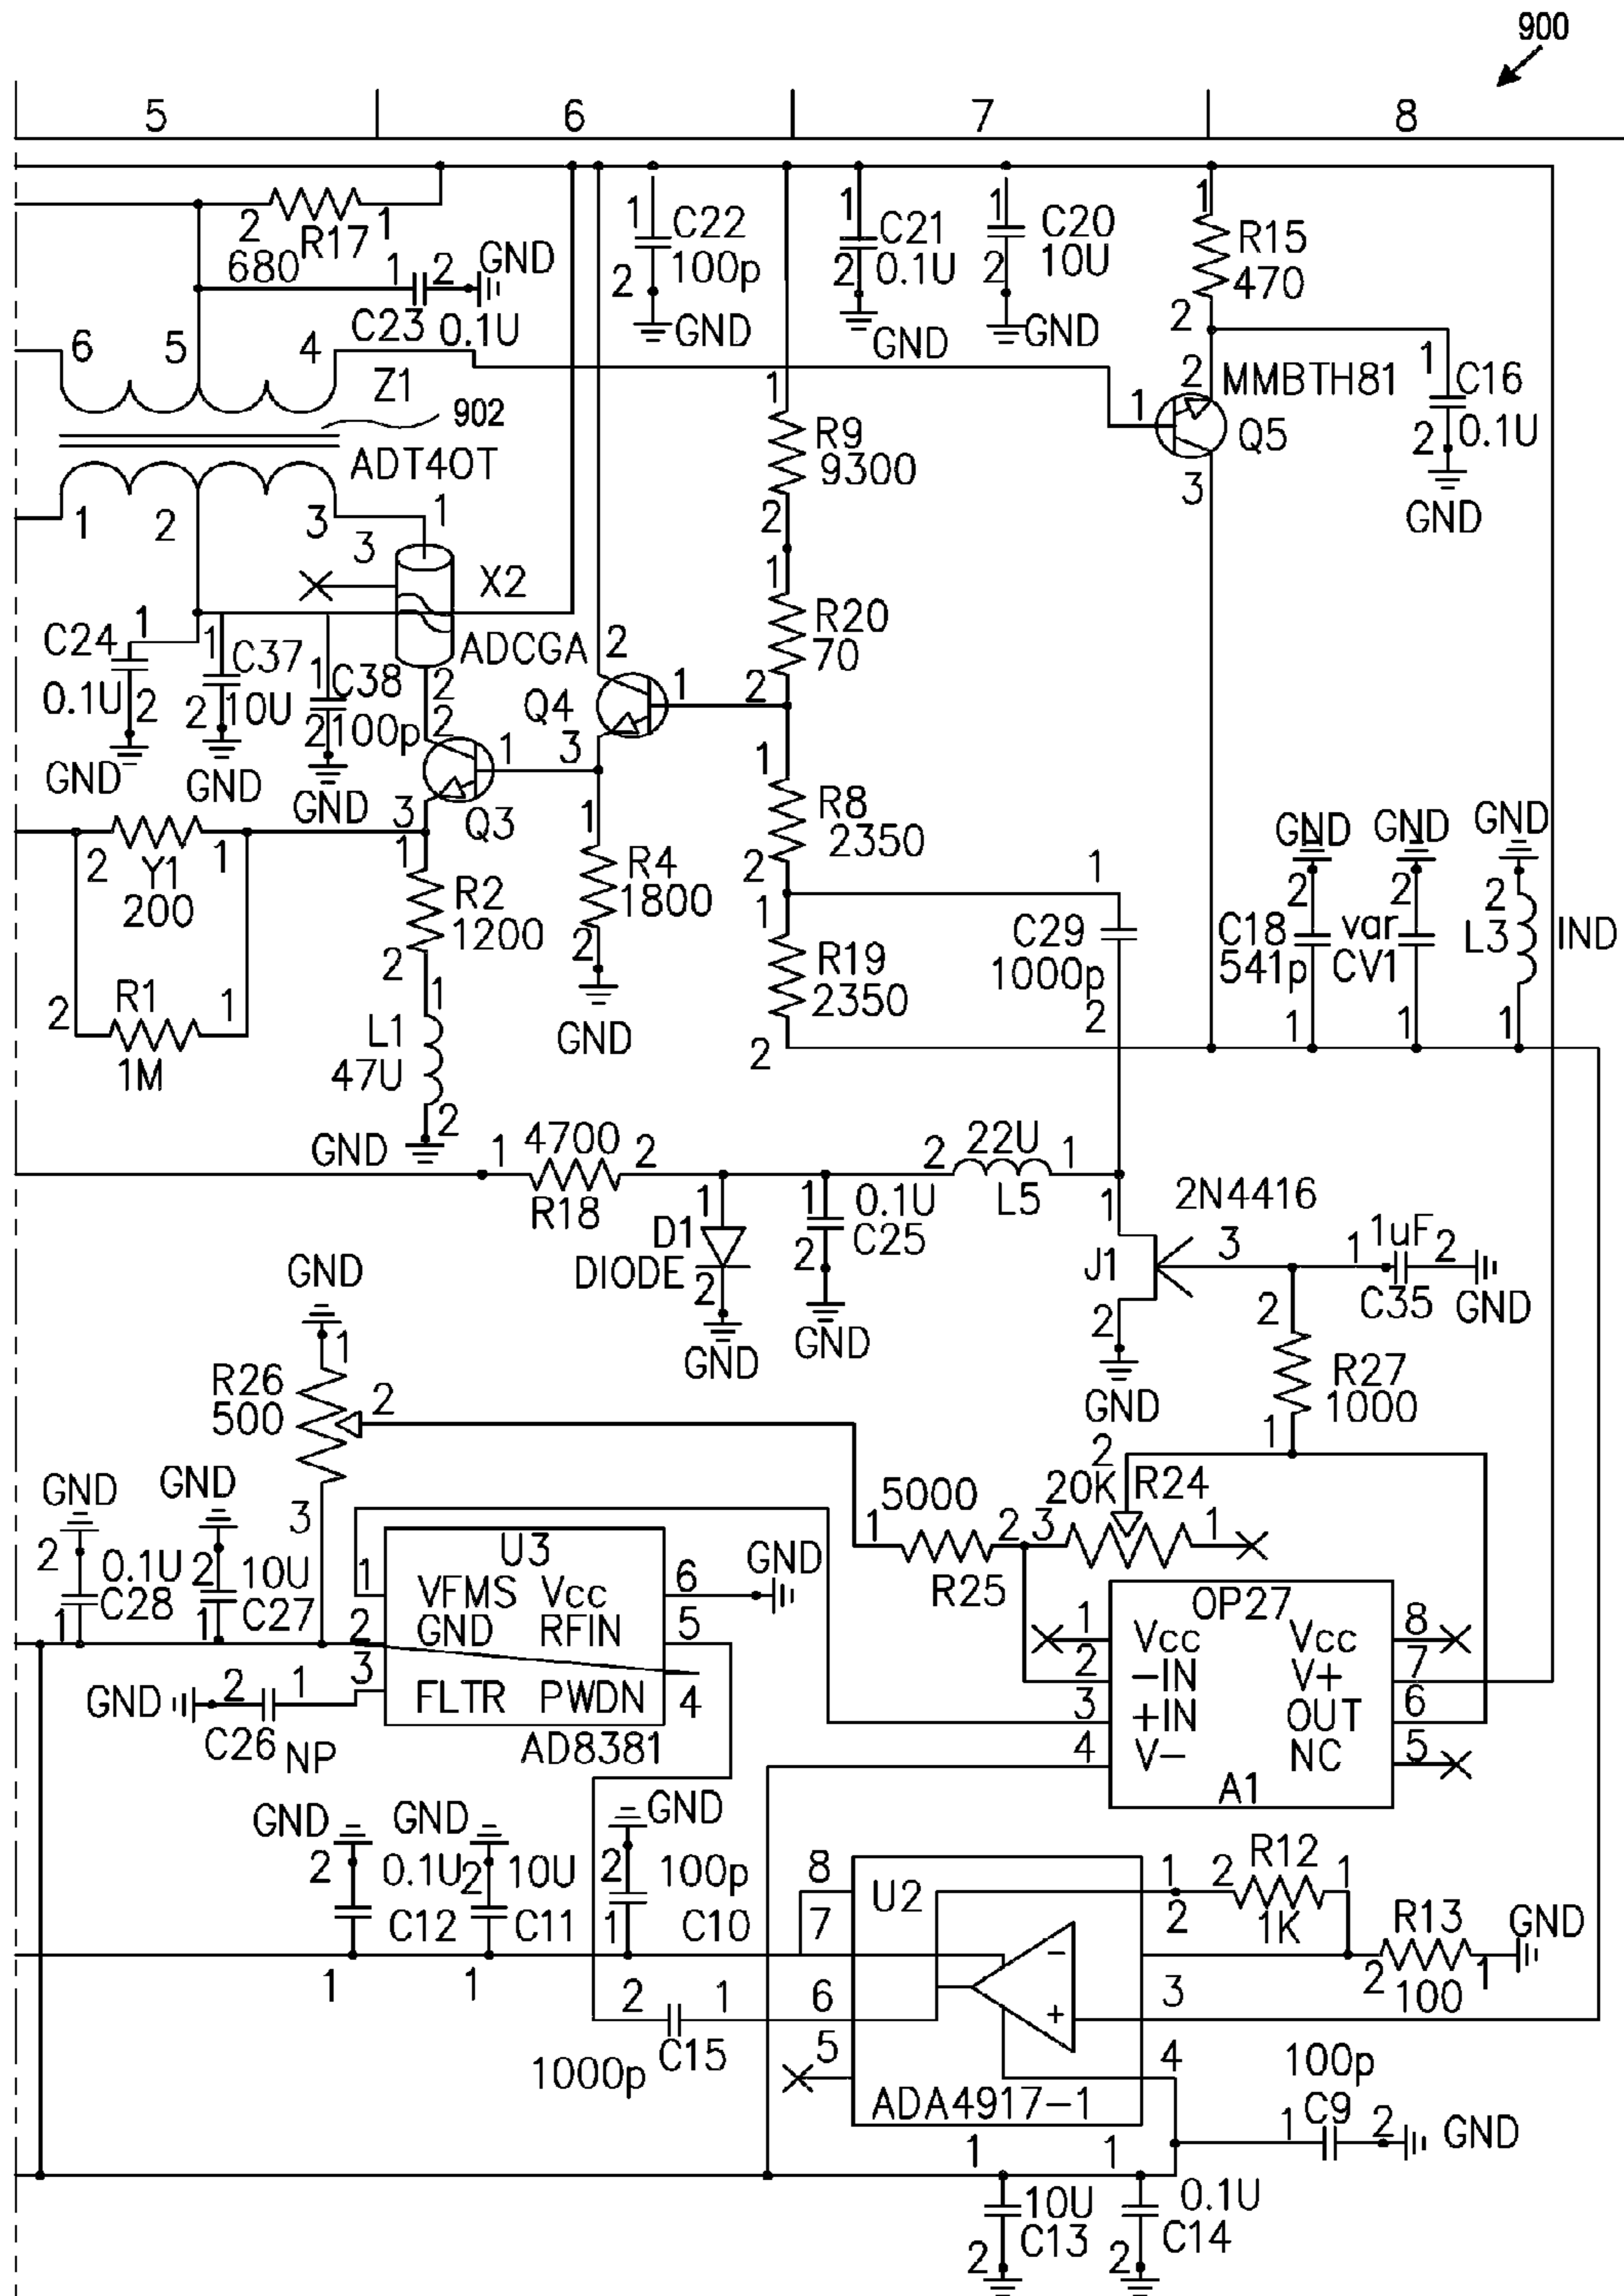 900
5 6 7 8
2 R17 1
680
1 2 GND
C23 0.1U
1 C22
2 100p
GND
1 C21
2 0.1U
GND
1 C20
2 10U
GND
1 R15
470
2
6 5 4
Z1
902
ADT4OT
1 2 3
1
3
X2
ADCGA
2
1
R9
9300
2
1
R20
70
2
1 2 MMBTH81
Q5
3
1 C16
2 0.1U
GND
C24 1
0.1U 2
GND
1 C37
2 10U
GND
1 C38
2 100p
GND
2
1
3 Q3
2
Q4 1
3
1
R8
2350
2
2 Y1 1
200
2 R1 1
1M
1
R2
1200
2
1
L1
47U
2
GND
1
R4
1800
2
GND
1
R19
2350
2
1
C29
1000p
2
GND GND GND
2 2 2
C18 var L3 IND
541p CV1
1 1 1
1 4700 2
R18
1
D1
DIODE
2
GND
1 0.1U
2 C25
GND
2 22U 1
L5
1 2N4416
J1 3
2
GND
1 1uF 2
C35 GND
2
R27
1000
1
GND
1
R26
500 2
3
GND GND
2 0.1U 2 10U
C28 C27
1 1
5000
1 2
R25
2
20K R24
3 1
U3
1 VFMS Vcc 6
2 GND RFIN 5
3 FLTR PWDN 4
AD8381
GND
GND 2 1
C26 NP
OP27
1 Vcc Vcc 8
2 -IN V+ 7
3 +IN OUT 6
4 V- NC 5
A1
GND GND GND
2 0.1U 2 10U 2 100p
C12 C11 1 C10
1 1
8 U2 1
7 2
6 3
5 4
- +
ADA4917-1
2 R12 1
1K
R13 GND
2 100 1
2 1
1000p C15
100p
1 C9 2 GND
1 1
10U 0.1U
C13 C14
2 2